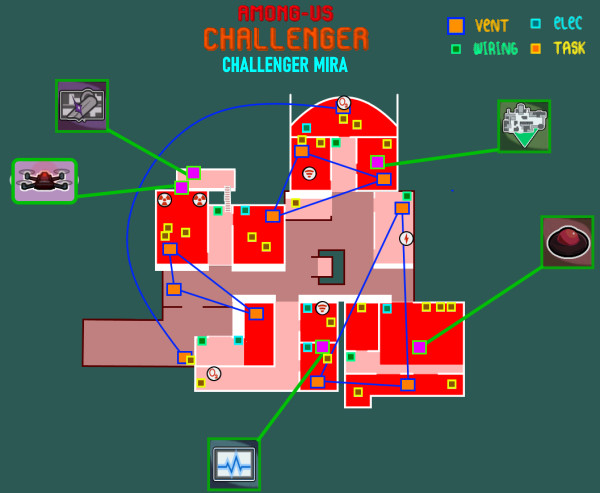 AMONG-US
CHALLENGER
CHALLENGER MIRA
VENT
ELEC
WIRING
TASK